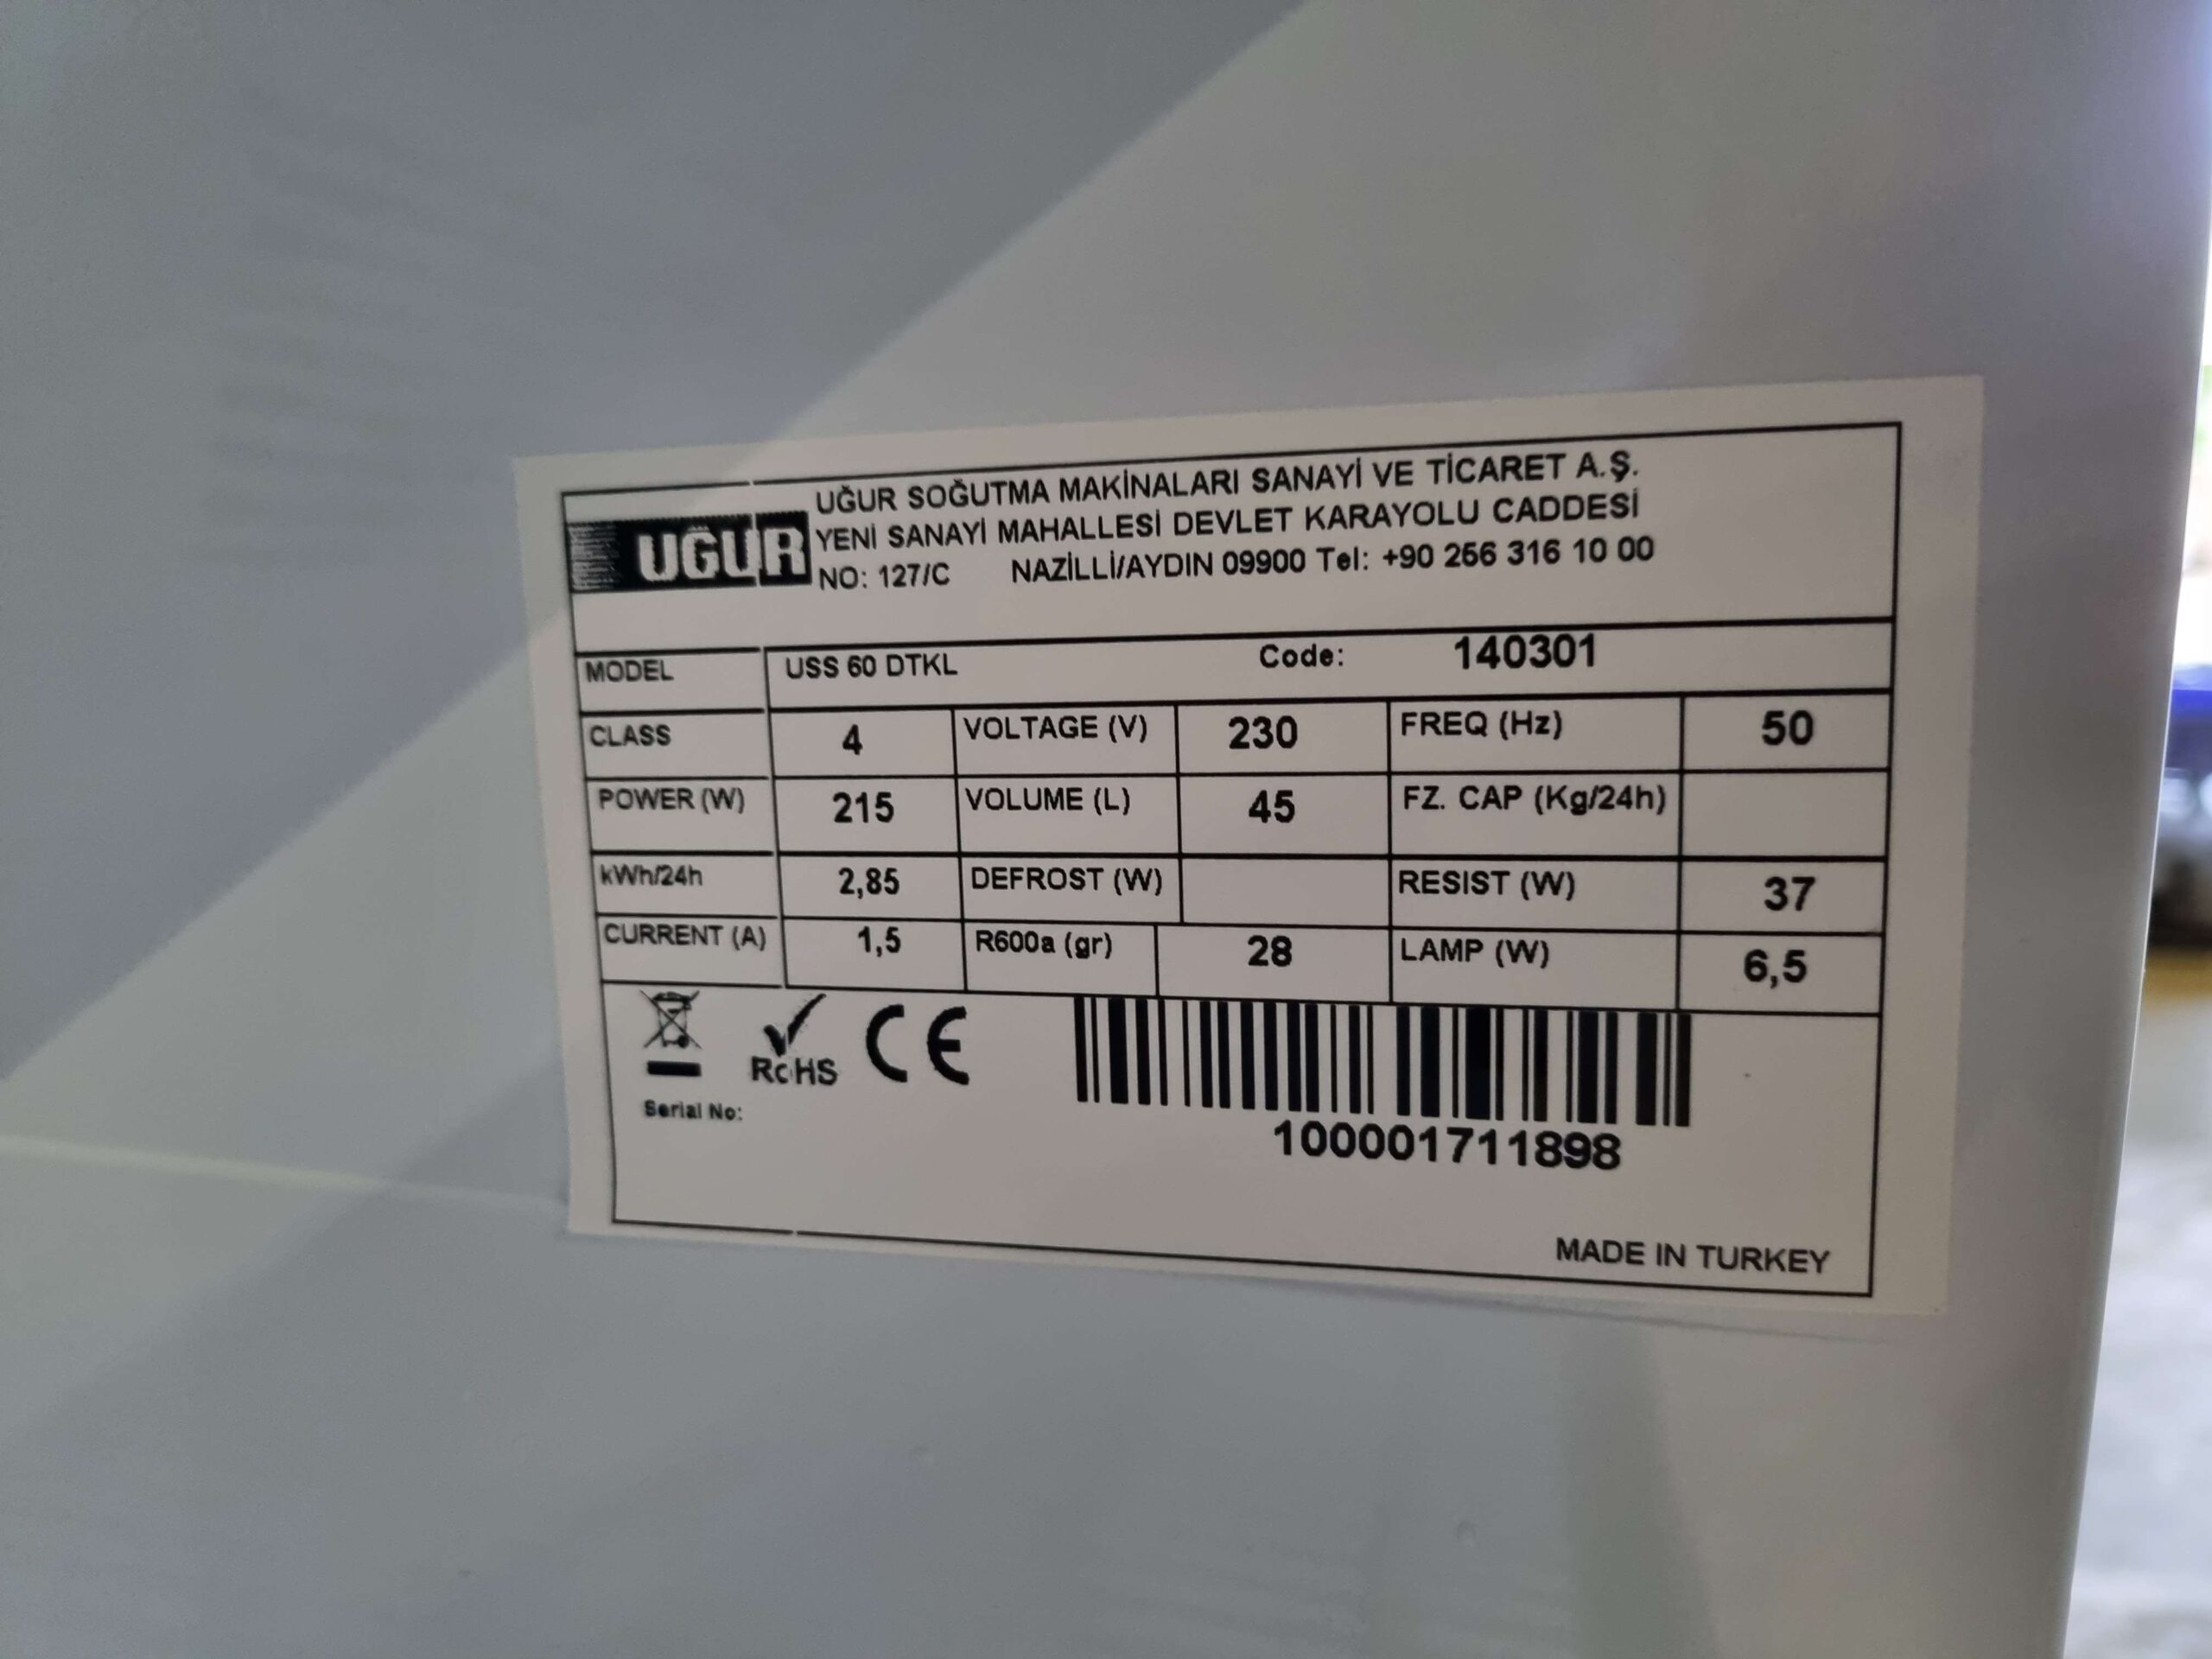 UĞUR
UĞUR SOĞUTMA MAKİNALARI SANAYİ VE TİCARET A.Ş.
YENİ SANAYİ MAHALLESİ DEVLET KARAYOLU CADDESİ
NO: 127/C NAZİLLİ/AYDIN 09900 Tel: +90 256 316 10 00
MODEL USS 60 DTKL Code: 140301
CLASS 4 VOLTAGE (V) 230 FREQ (Hz) 50
POWER (W) 215 VOLUME (L) 45 FZ. CAP (Kg/24h)
kWh/24h 2,85 DEFROST (W) RESIST (W) 37
CURRENT (A) 1,5 R600a (gr) 28 LAMP (W) 6,5
RoHS CE
Serial No:
100001711898
MADE IN TURKEY